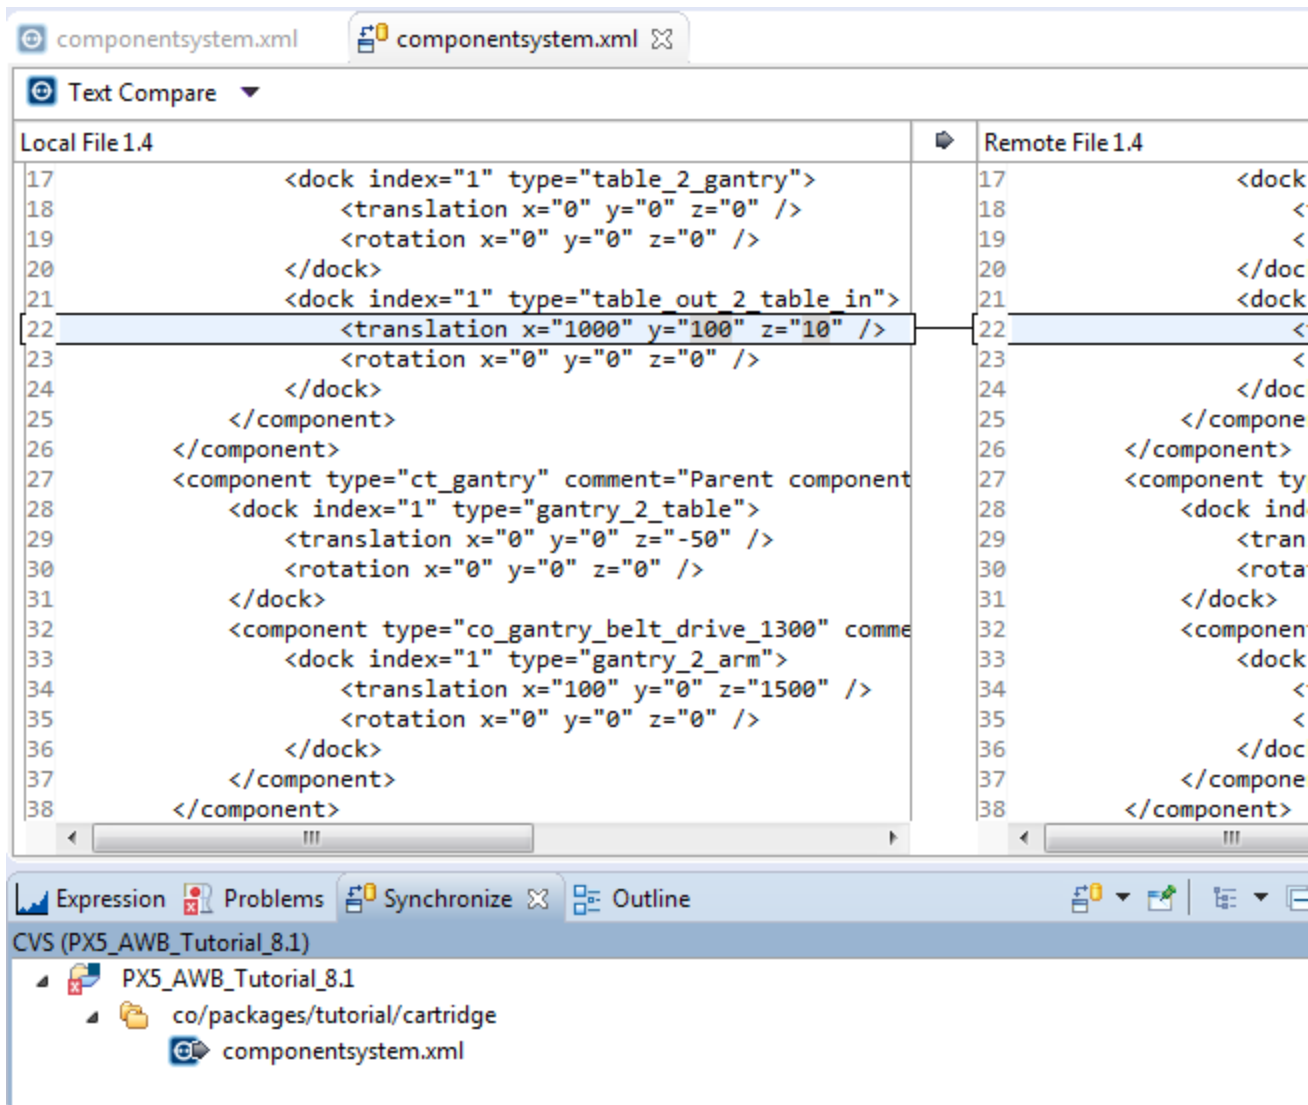 componentsystem.xml componentsystem.xml
Text Compare
Local File 1.4 Remote File 1.4
17 <dock index="1" type="table_2_gantry"> 17 <dock
18 <translation x="0" y="0" z="0" /> 18 <
19 <rotation x="0" y="0" z="0" /> 19 <
20 </dock> 20 </doc
21 <dock index="1" type="table_out_2_table_in"> 21 <dock
22 <translation x="1000" y="100" z="10" /> 22 <
23 <rotation x="0" y="0" z="0" /> 23 <
24 </dock> 24 </doc
25 </component> 25 </compone
26 </component> 26 </component>
27 <component type="ct_gantry" comment="Parent component 27 <component ty
28 <dock index="1" type="gantry_2_table"> 28 <dock ind
29 <translation x="0" y="0" z="-50" /> 29 <tran
30 <rotation x="0" y="0" z="0" /> 30 <rota
31 </dock> 31 </dock>
32 <component type="co_gantry_belt_drive_1300" comme 32 <componen
33 <dock index="1" type="gantry_2_arm"> 33 <dock
34 <translation x="100" y="0" z="1500" /> 34 <
35 <rotation x="0" y="0" z="0" /> 35 <
36 </dock> 36 </doc
37 </component> 37 </compone
38 </component> 38 </component>
Expression Problems Synchronize Outline
CVS (PX5_AWB_Tutorial_8.1)
PX5_AWB_Tutorial_8.1
co/packages/tutorial/cartridge
componentsystem.xml